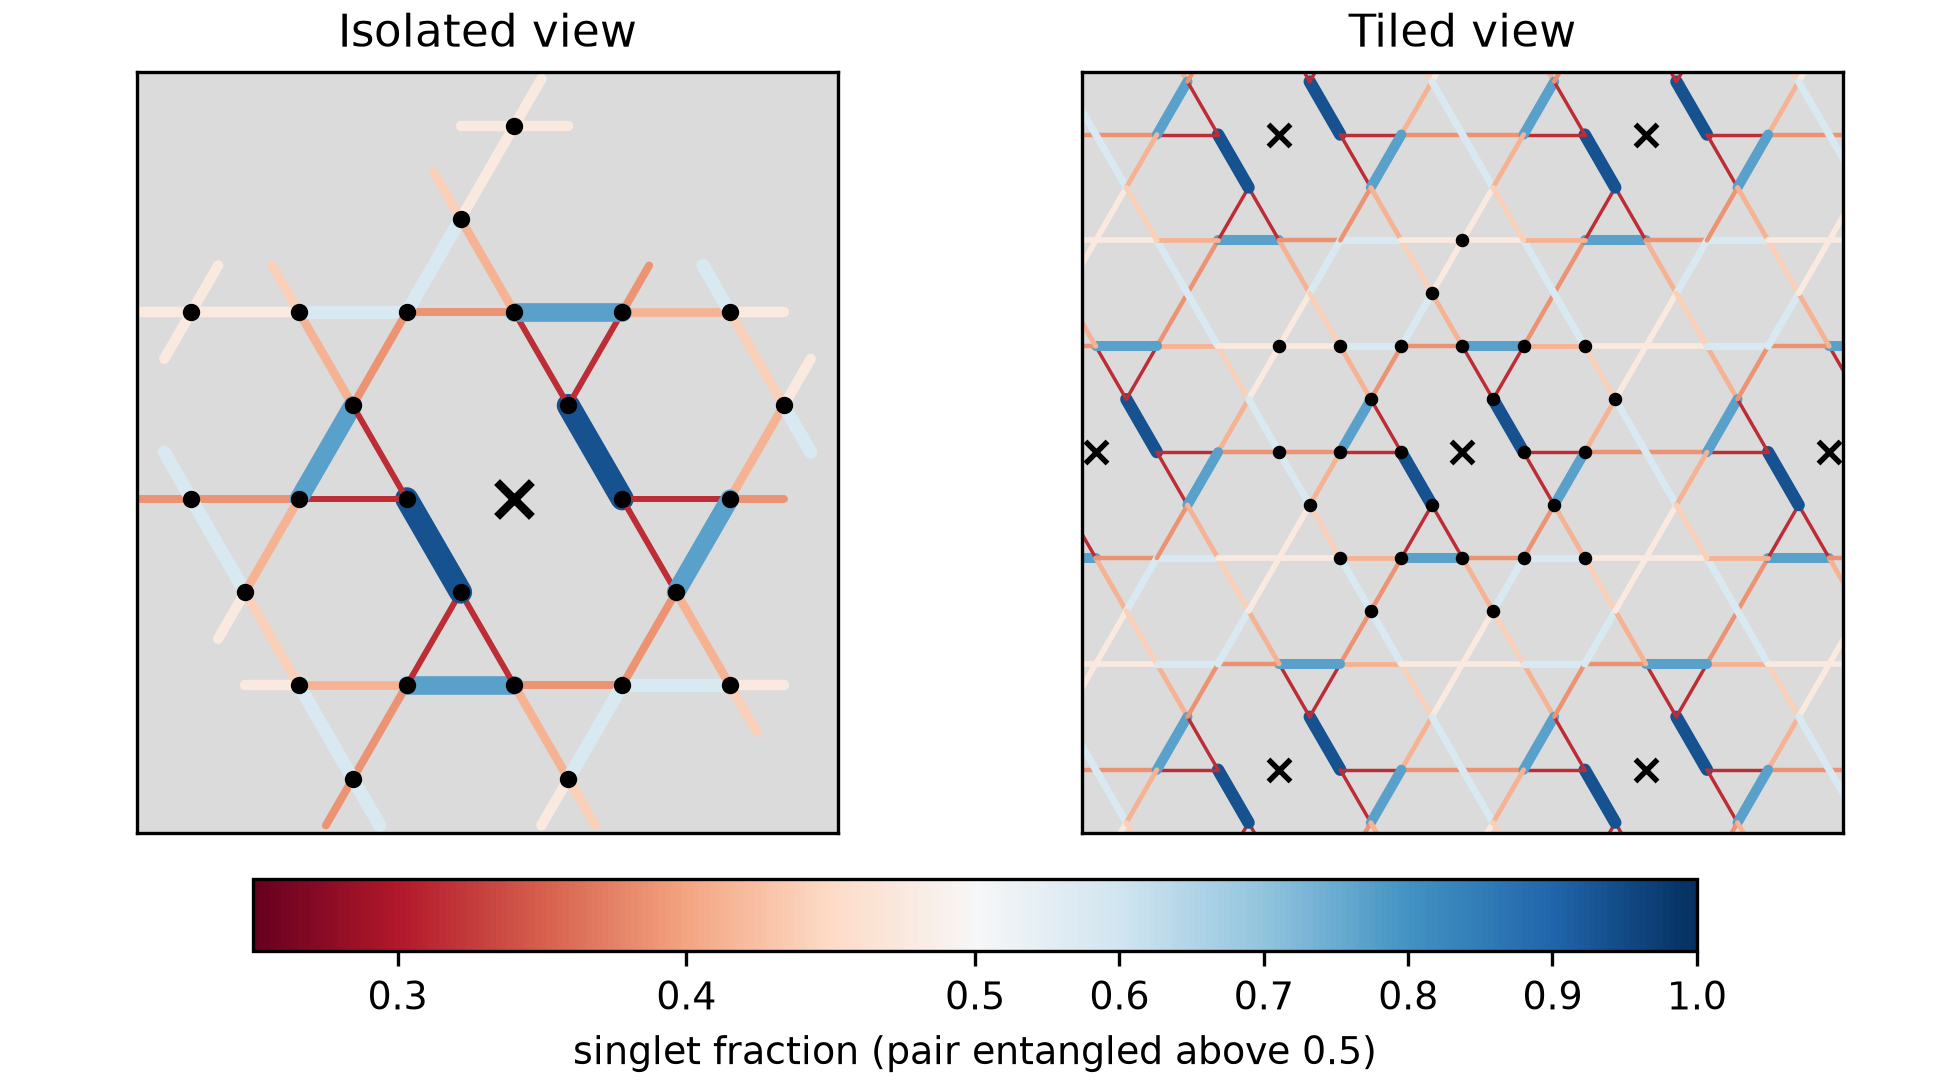 Isolated view
Tiled view
0.3 0.4 0.5 0.6 0.7 0.8 0.9 1.0
singlet fraction (pair entangled above 0.5)